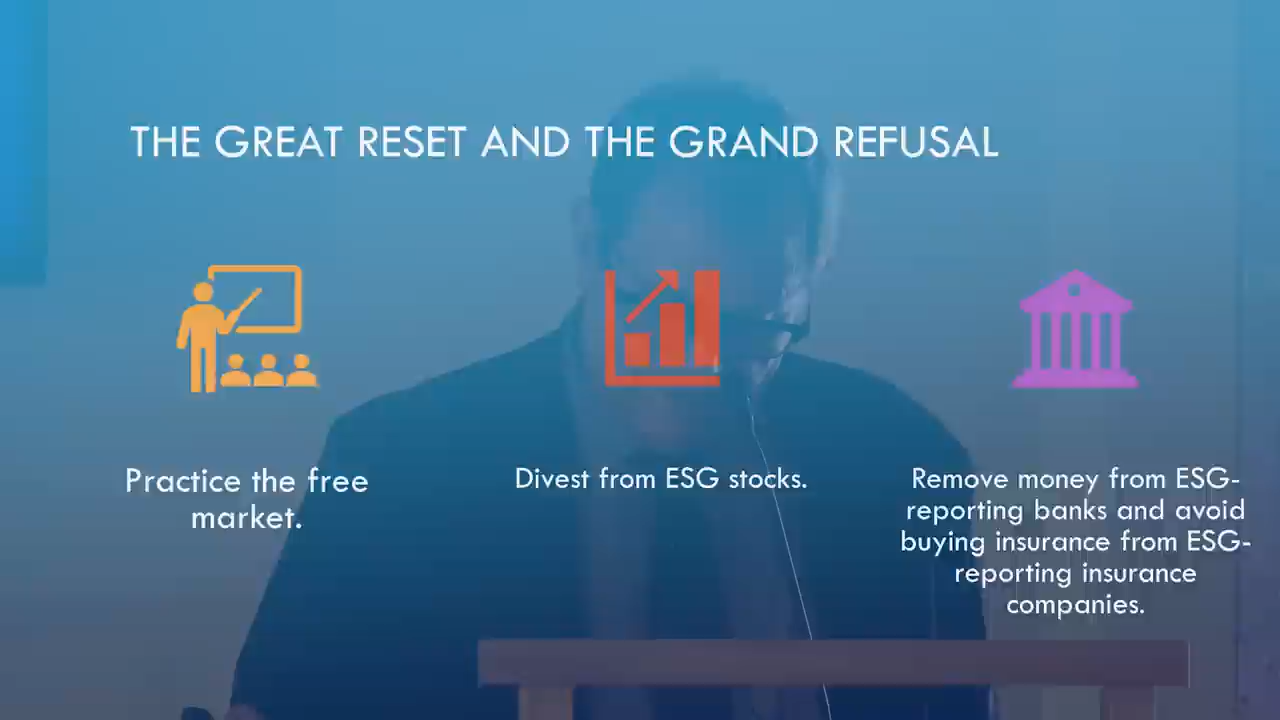 THE GREAT RESET AND THE GRAND REFUSAL
Practice the free
market.
Divest from ESG stocks.
Remove money from ESG-
reporting banks and avoid
buying insurance from ESG-
reporting insurance
companies.